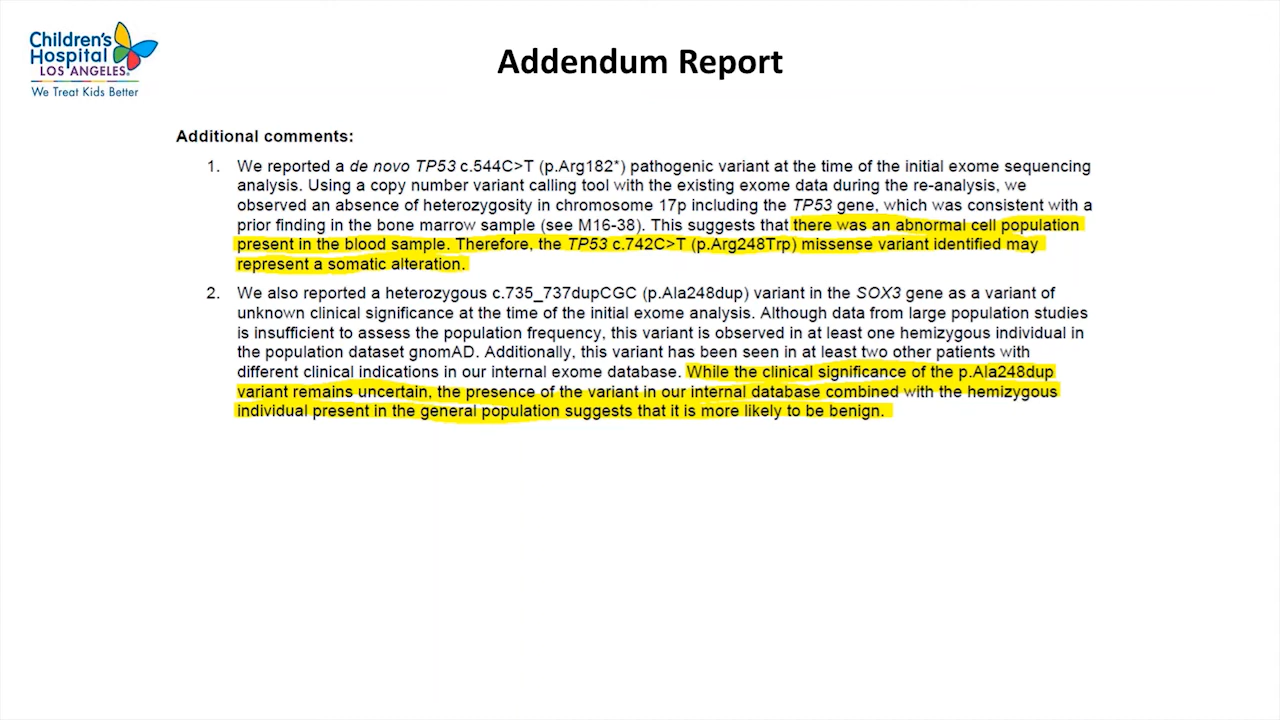 Children's
Hospital
LOS ANGELES®
We Treat Kids Better
Addendum Report
Additional comments:
1. We reported a de novo TP53 c.544C>T (p.Arg182*) pathogenic variant at the time of the initial exome sequencing
analysis. Using a copy number variant calling tool with the existing exome data during the re-analysis, we
observed an absence of heterozygosity in chromosome 17p including the TP53 gene, which was consistent with a
prior finding in the bone marrow sample (see M16-38). This suggests that there was an abnormal cell population
present in the blood sample. Therefore, the TP53 c.742C>T (p.Arg248Trp) missense variant identified may
represent a somatic alteration.
2. We also reported a heterozygous c.735_737dupCGC (p.Ala248dup) variant in the SOX3 gene as a variant of
unknown clinical significance at the time of the initial exome analysis. Although data from large population studies
is insufficient to assess the population frequency, this variant is observed in at least one hemizygous individual in
the population dataset gnomAD. Additionally, this variant has been seen in at least two other patients with
different clinical indications in our internal exome database. While the clinical significance of the p.Ala248dup
variant remains uncertain, the presence of the variant in our internal database combined with the hemizygous
individual present in the general population suggests that it is more likely to be benign.